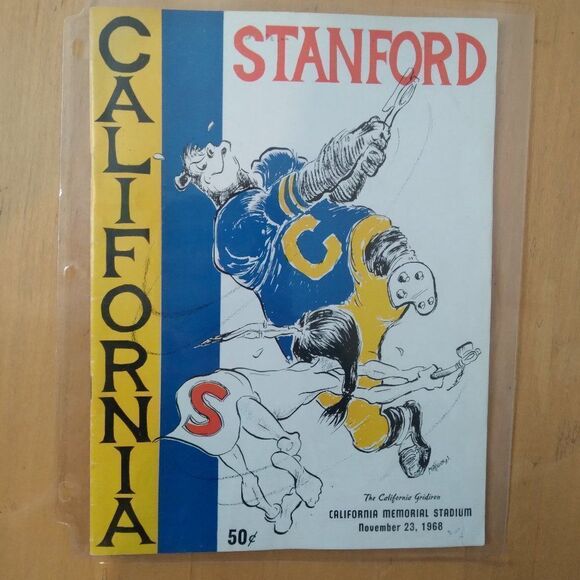 CALIFORNIA
STANFORD
C
S
The California Gridiron
CALIFORNIA MEMORIAL STADIUM
November 23, 1968
50¢